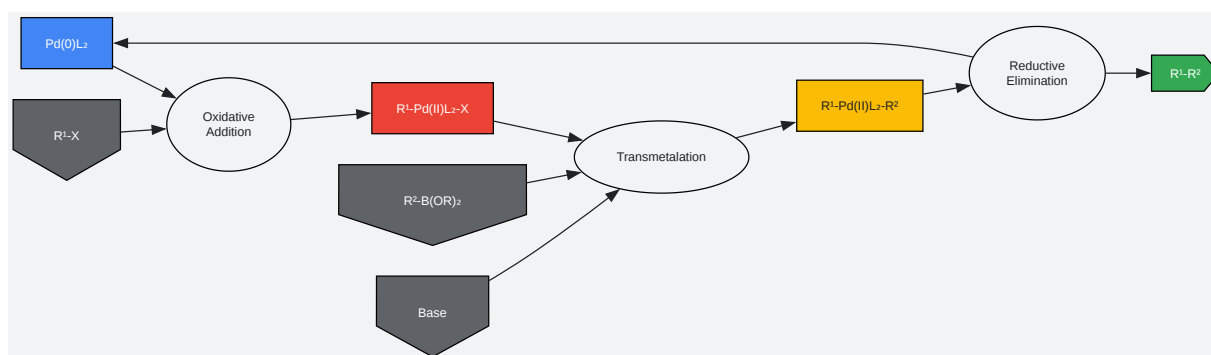 Pd(0)L₂
R¹-X
Oxidative
Addition
R¹-Pd(II)L₂-X
R²-B(OR)₂
Base
Transmetalation
R¹-Pd(II)L₂-R²
Reductive
Elimination
R¹-R²